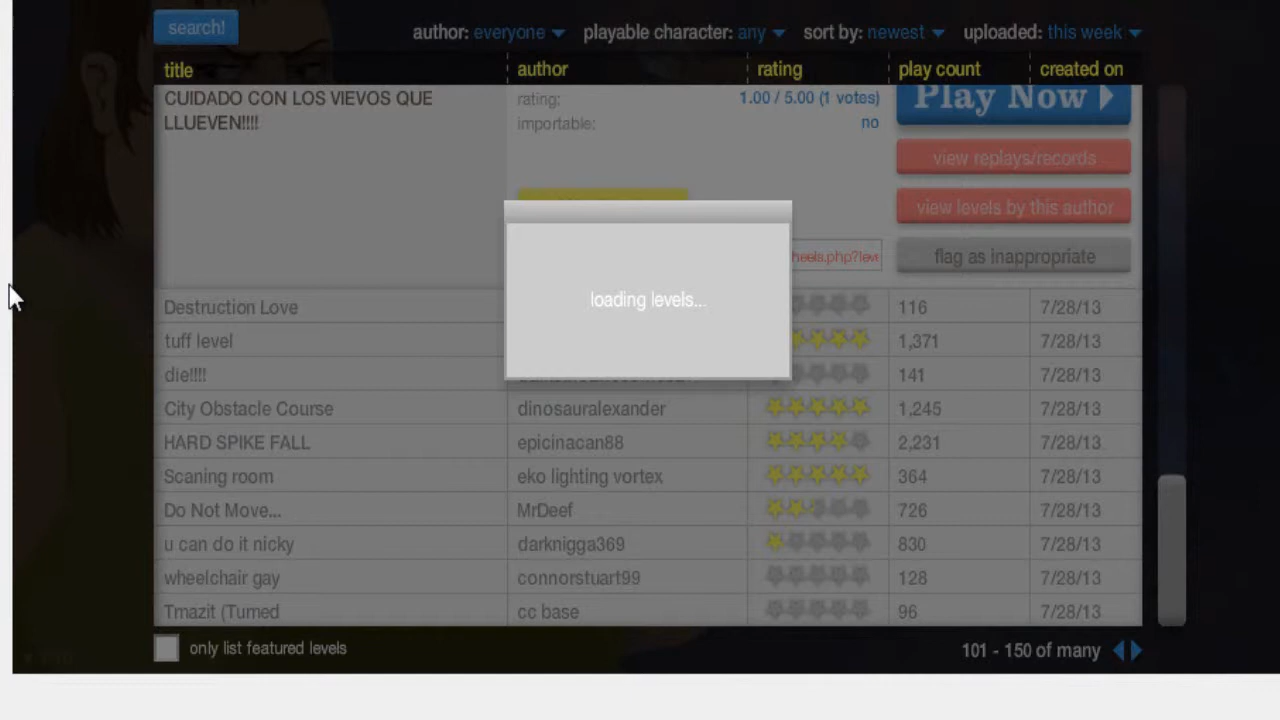 search! author: everyone playable character: any sort by: newest uploaded: this week
title author rating play count created on
CUIDADO CON LOS VIEVOS QUE rating: 1.00 / 5.00 (1 votes) Play Now
LLUEVEN!!!! importable: no
view replays/records
view levels by this author
heels.php?leve flag as inappropriate
loading levels...
Destruction Love 116 7/28/13
tuff level 1,371 7/28/13
die!!!! 141 7/28/13
City Obstacle Course dinosauralexander 1,245 7/28/13
HARD SPIKE FALL epicinacan88 2,231 7/28/13
Scaning room eko lighting vortex 364 7/28/13
Do Not Move... MrDeef 726 7/28/13
u can do it nicky darknigga369 830 7/28/13
wheelchair gay connorstuart99 128 7/28/13
Tmazit (Turned cc base 96 7/28/13
only list featured levels 101 - 150 of many